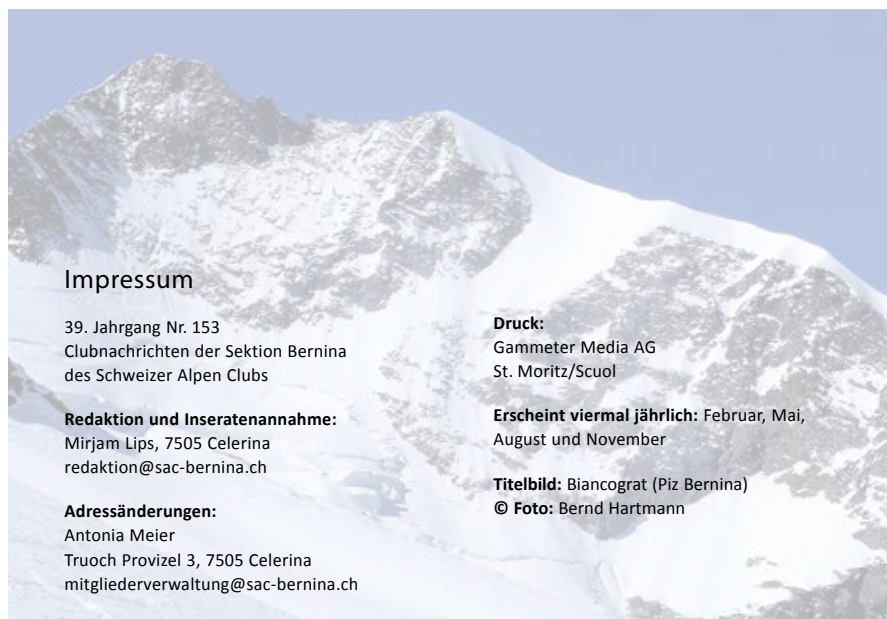 Impressum
39. Jahrgang Nr. 153
Clubnachrichten der Sektion Bernina
des Schweizer Alpen Clubs
Redaktion und Inseratenannahme:
Mirjam Lips, 7505 Celerina
redaktion@sac-bernina.ch
Adressänderungen:
Antonia Meier
Truoch Provizel 3, 7505 Celerina
mitgliederverwaltung@sac-bernina.ch
Druck:
Gammeter Media AG
St. Moritz/Scuol
Erscheint viermal jährlich: Februar, Mai,
August und November
Titelbild: Biancograt (Piz Bernina)
© Foto: Bernd Hartmann